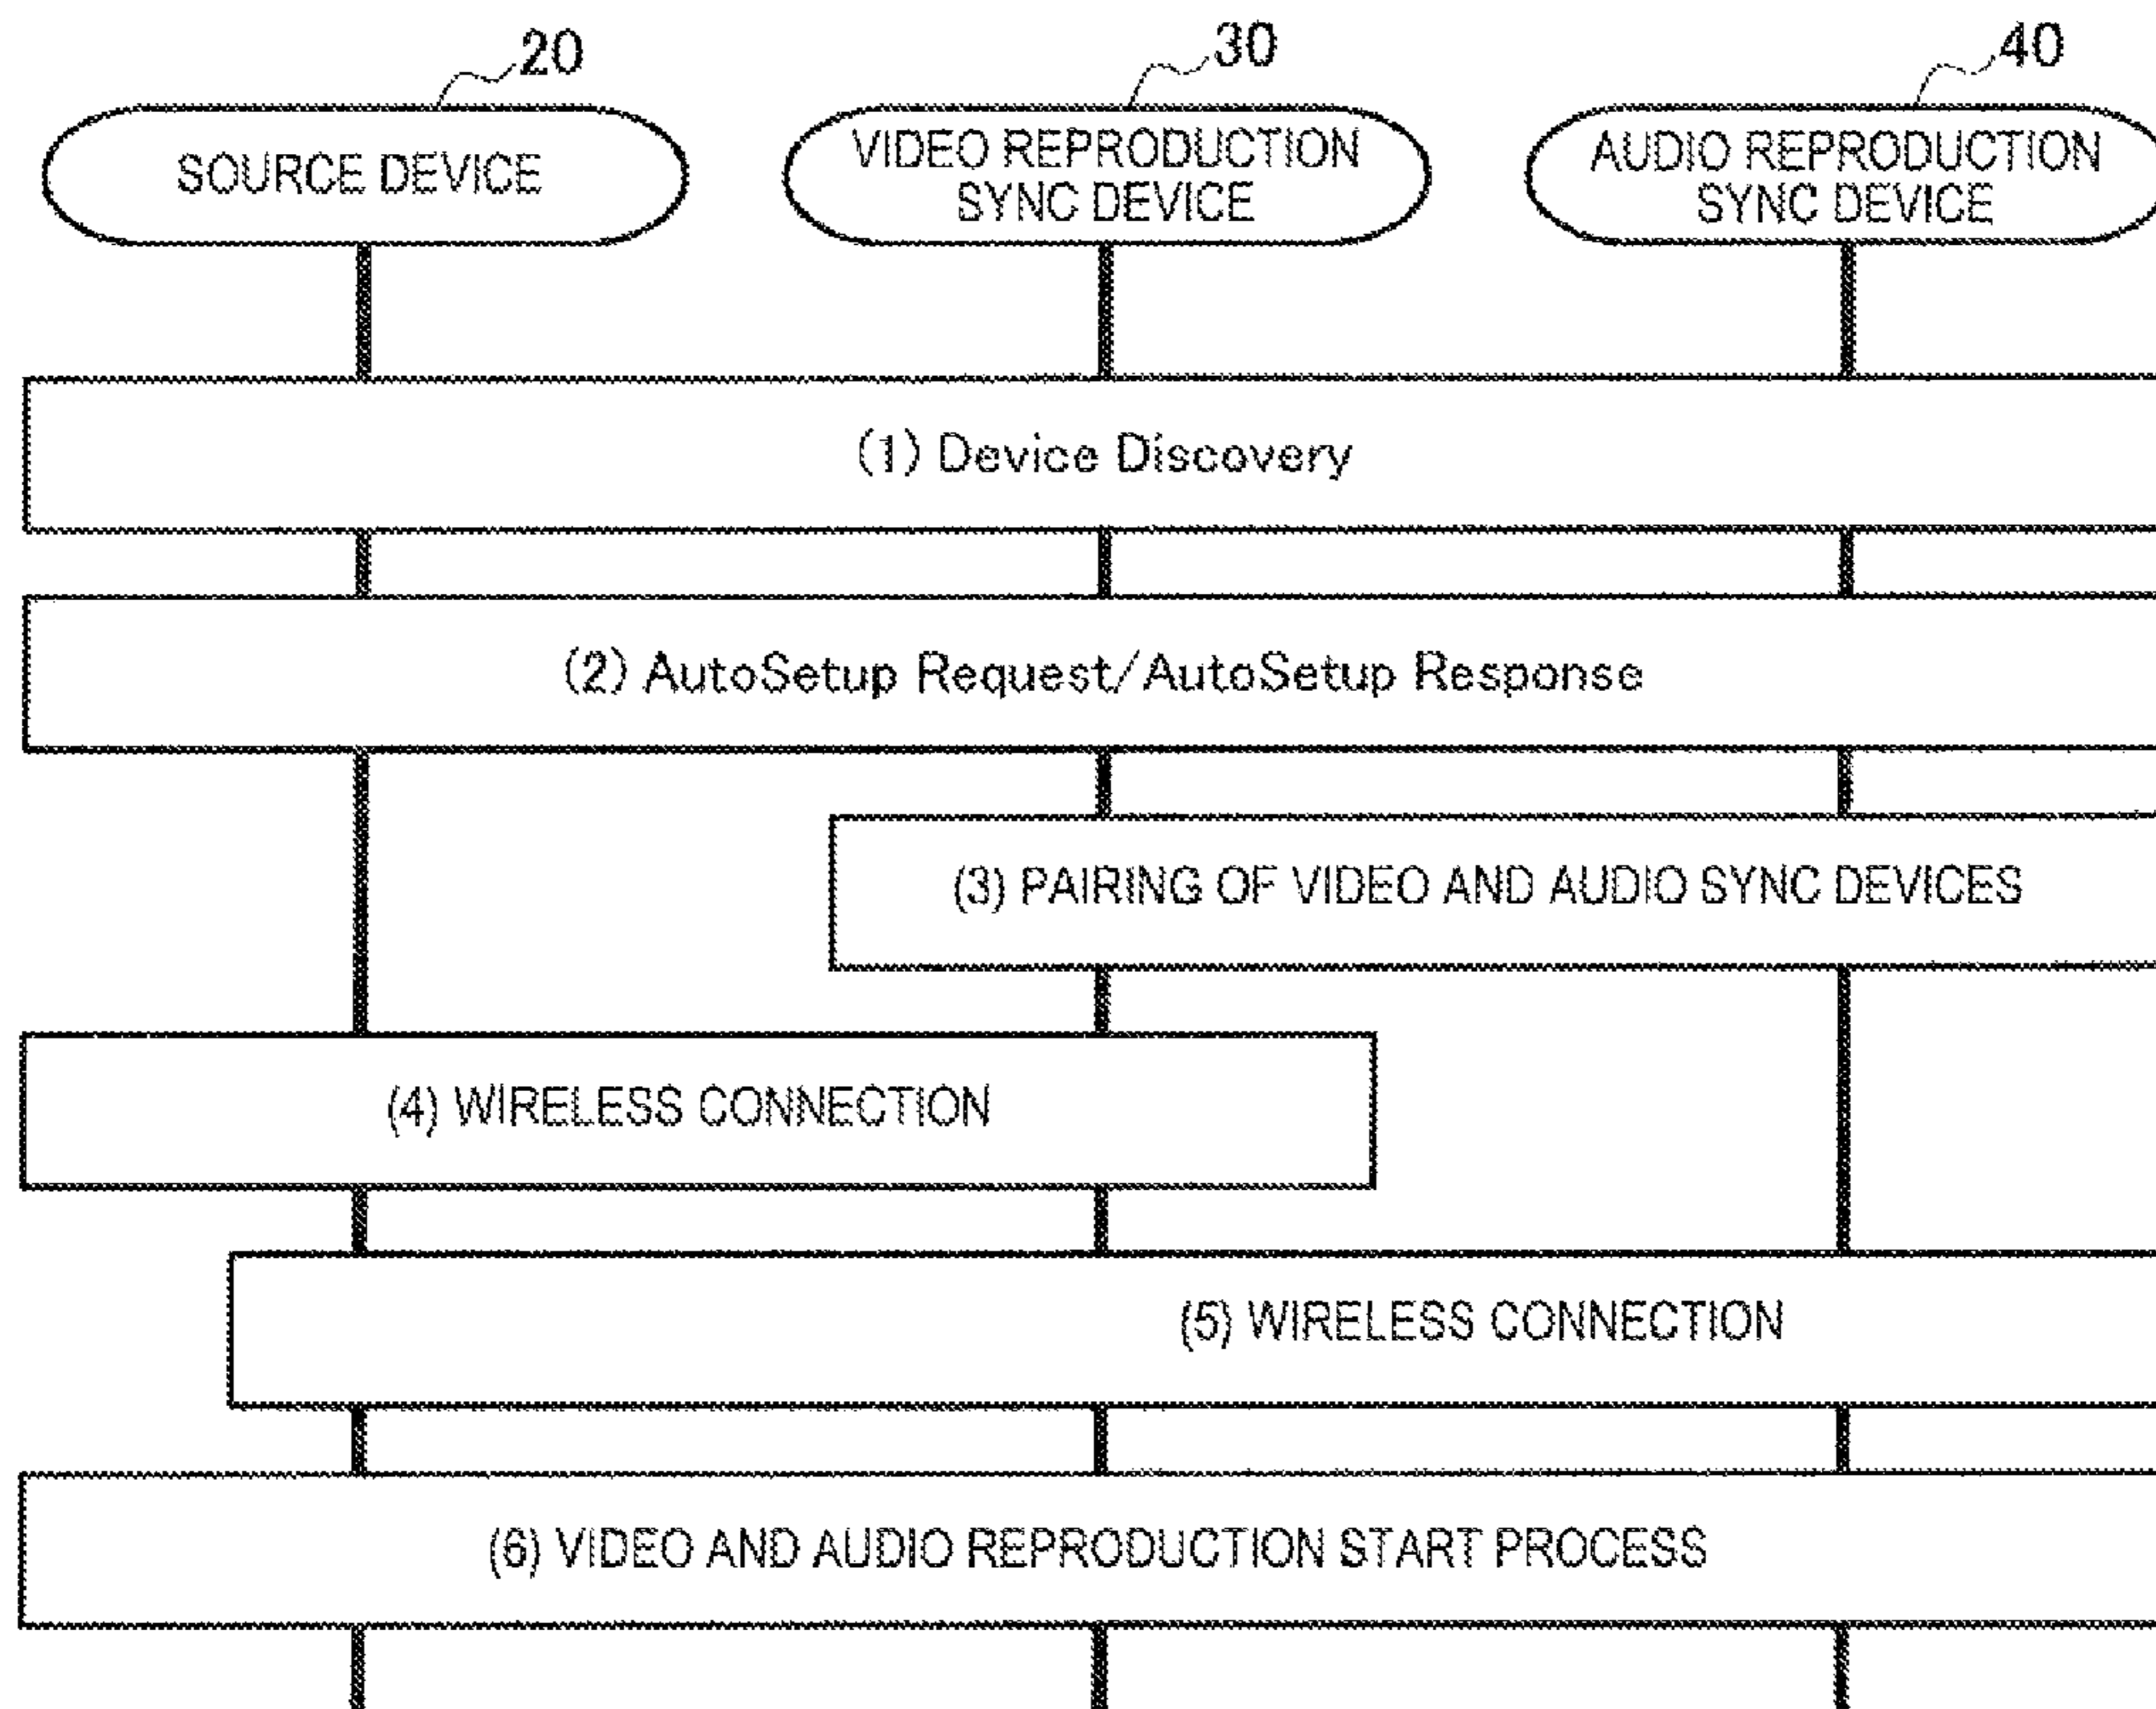 20
30
40
SOURCE DEVICE
VIDEO REPRODUCTION
SYNC DEVICE
AUDIO REPRODUCTION
SYNC DEVICE
(1) Device Discovery
(2) AutoSetup Request/AutoSetup Response
(3) PAIRING OF VIDEO AND AUDIO SYNC DEVICES
(4) WIRELESS CONNECTION
(5) WIRELESS CONNECTION
(6) VIDEO AND AUDIO REPRODUCTION START PROCESS